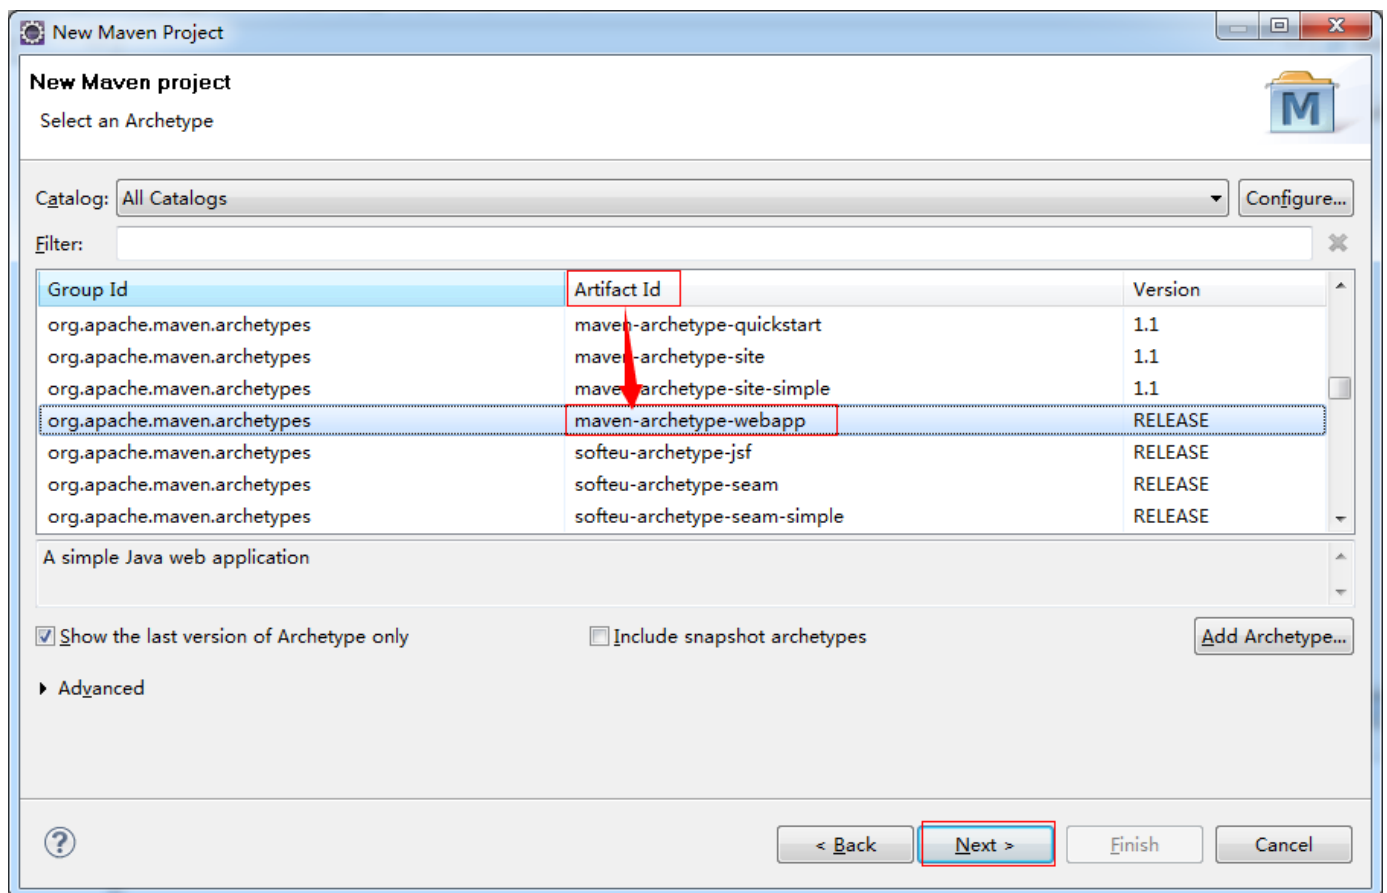 New Maven Project
New Maven project
Select an Archetype
M
Catalog: All Catalogs Configure...
Filter:
Group Id Artifact Id Version
org.apache.maven.archetypes maven-archetype-quickstart 1.1
org.apache.maven.archetypes maven-archetype-site 1.1
org.apache.maven.archetypes maven-archetype-site-simple 1.1
org.apache.maven.archetypes maven-archetype-webapp RELEASE
org.apache.maven.archetypes softeu-archetype-jsf RELEASE
org.apache.maven.archetypes softeu-archetype-seam RELEASE
org.apache.maven.archetypes softeu-archetype-seam-simple RELEASE
A simple Java web application
Show the last version of Archetype only Include snapshot archetypes Add Archetype...
Advanced
? < Back Next > Finish Cancel